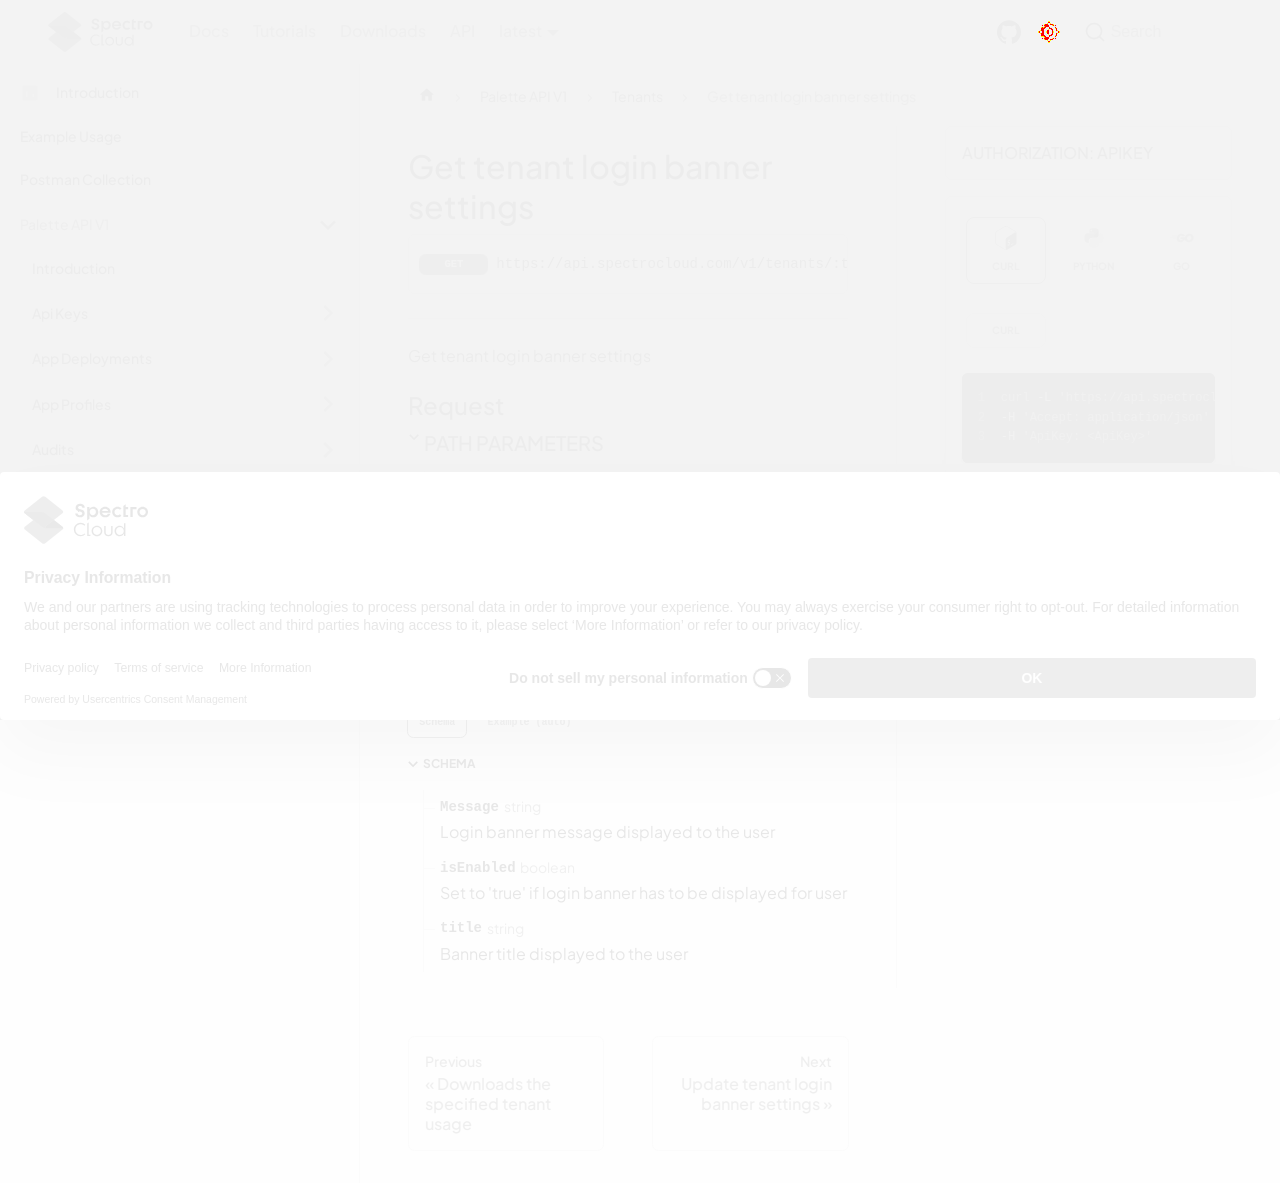 Spectro Cloud
Docs Tutorials Downloads API latest
Search
Introduction
Example Usage
Postman Collection
Palette API V1
Introduction
Api Keys
App Deployments
App Profiles
Audits
Palette API V1
Tenants
Get tenant login banner settings
Get tenant login banner
settings
GET https://api.spectrocloud.com/v1/tenants/:t
Get tenant login banner settings
Request
PATH PARAMETERS
AUTHORIZATION: APIKEY
CURL PYTHON GO
CURL
Spectro
Cloud
Privacy Information
We and our partners are using tracking technologies to process personal data in order to improve your experience. You may always exercise your consumer right to opt-out. For detailed information
about personal information we collect and third parties having access to it, please select ‘More Information’ or refer to our privacy policy.
Privacy policy Terms of service More Information
Powered by Usercentrics Consent Management
Do not sell my personal information
OK
Schema Example (auto)
SCHEMA
Message string
Login banner message displayed to the user
isEnabled boolean
Set to 'true' if login banner has to be displayed for user
title string
Banner title displayed to the user
Previous
« Downloads the
specified tenant
usage
Next
Update tenant login
banner settings »